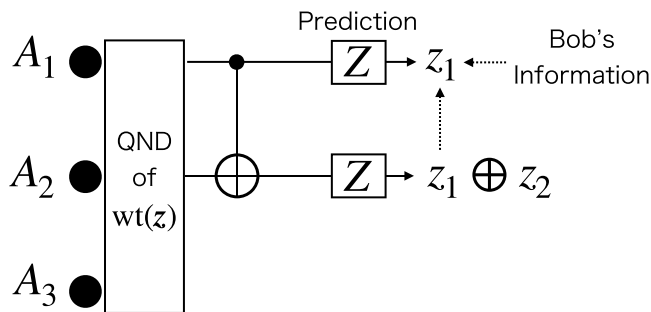 Prediction
A₁ Z z₁ Bob's
Information
QND
of
wt(z)
A₂ Z z₁ ⊕ z₂
A₃